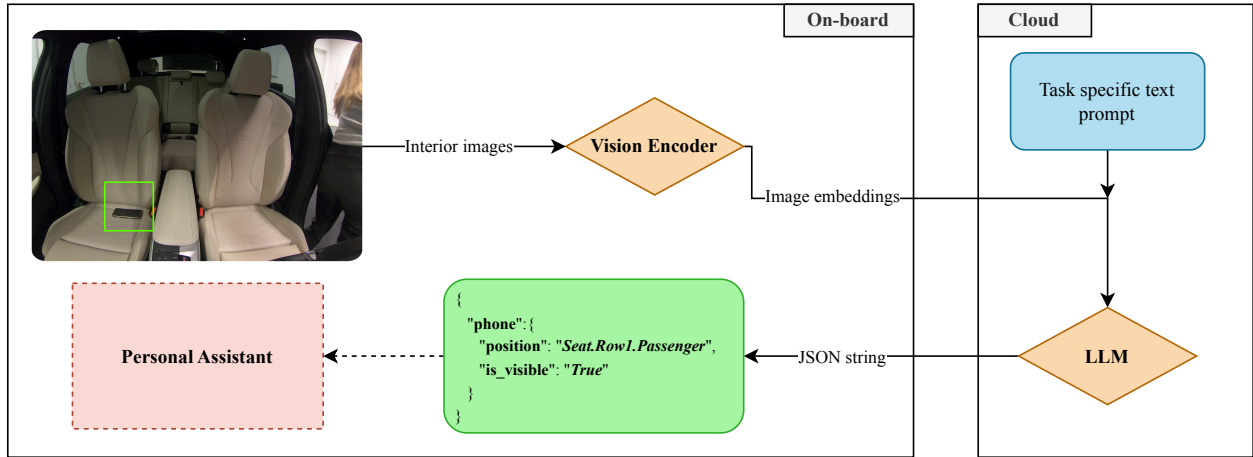 On-board
Cloud
Task specific text
prompt
Interior images
Vision Encoder
Image embeddings
Personal Assistant
{
"phone":{
"position": "Seat.Row1.Passenger",
"is_visible": "True"
}
}
JSON string
LLM